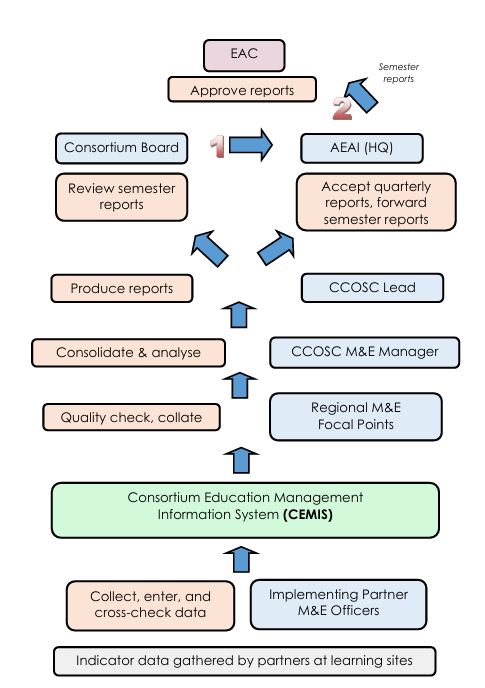 EAC
Approve reports
Semester
reports
2
Consortium Board
1
AEAI (HQ)
Review semester
reports
Accept quarterly
reports, forward
semester reports
Produce reports
CCOSC Lead
Consolidate & analyse
CCOSC M&E Manager
Quality check, collate
Regional M&E
Focal Points
Consortium Education Management
Information System (CEMIS)
Collect, enter, and
cross-check data
Implementing Partner
M&E Officers
Indicator data gathered by partners at learning sites